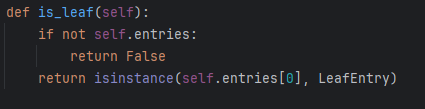 def is_leaf(self):
    if not self.entries:
        return False
    return isinstance(self.entries[0], LeafEntry)